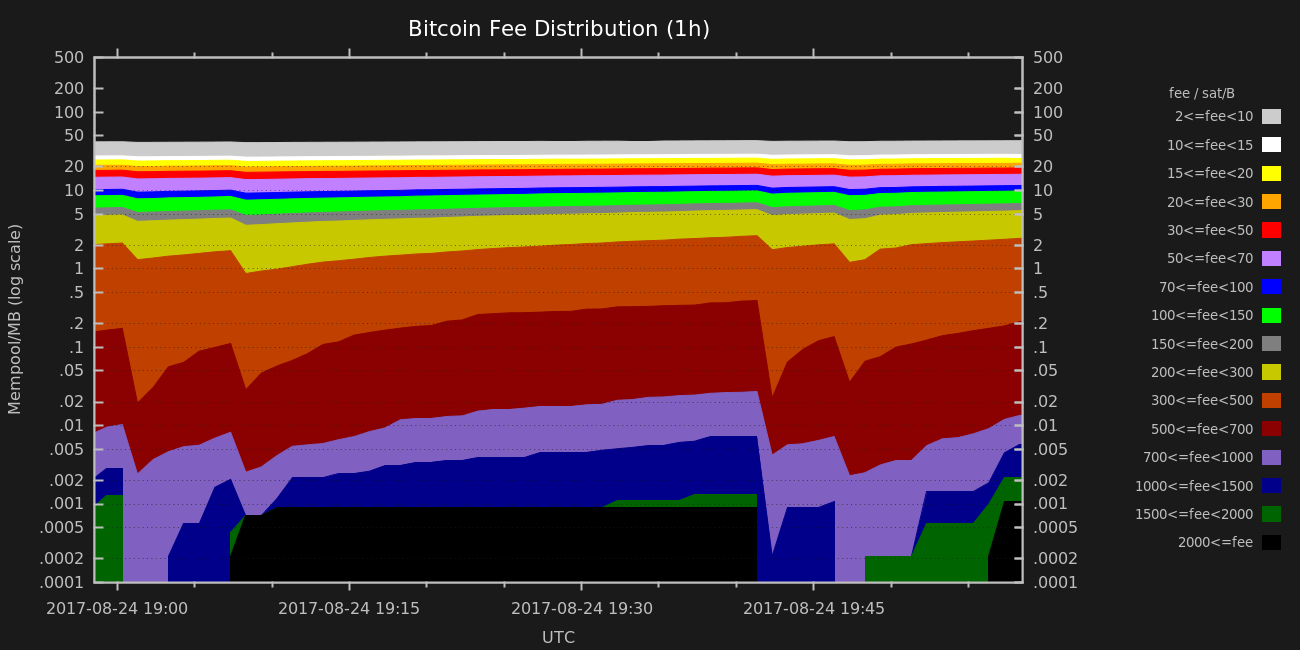 Bitcoin Fee Distribution (1h)
Mempool/MB (log scale)
500
200
100
50
20
10
5
2
1
.5
.2
.1
.05
.02
.01
.005
.002
.001
.0005
.0002
.0001
500
200
100
50
20
10
5
2
1
.5
.2
.1
.05
.02
.01
.005
.002
.001
.0005
.0002
.0001
2017-08-24 19:00 2017-08-24 19:15 2017-08-24 19:30 2017-08-24 19:45
UTC
fee / sat/B
2<=fee<10
10<=fee<15
15<=fee<20
20<=fee<30
30<=fee<50
50<=fee<70
70<=fee<100
100<=fee<150
150<=fee<200
200<=fee<300
300<=fee<500
500<=fee<700
700<=fee<1000
1000<=fee<1500
1500<=fee<2000
2000<=fee